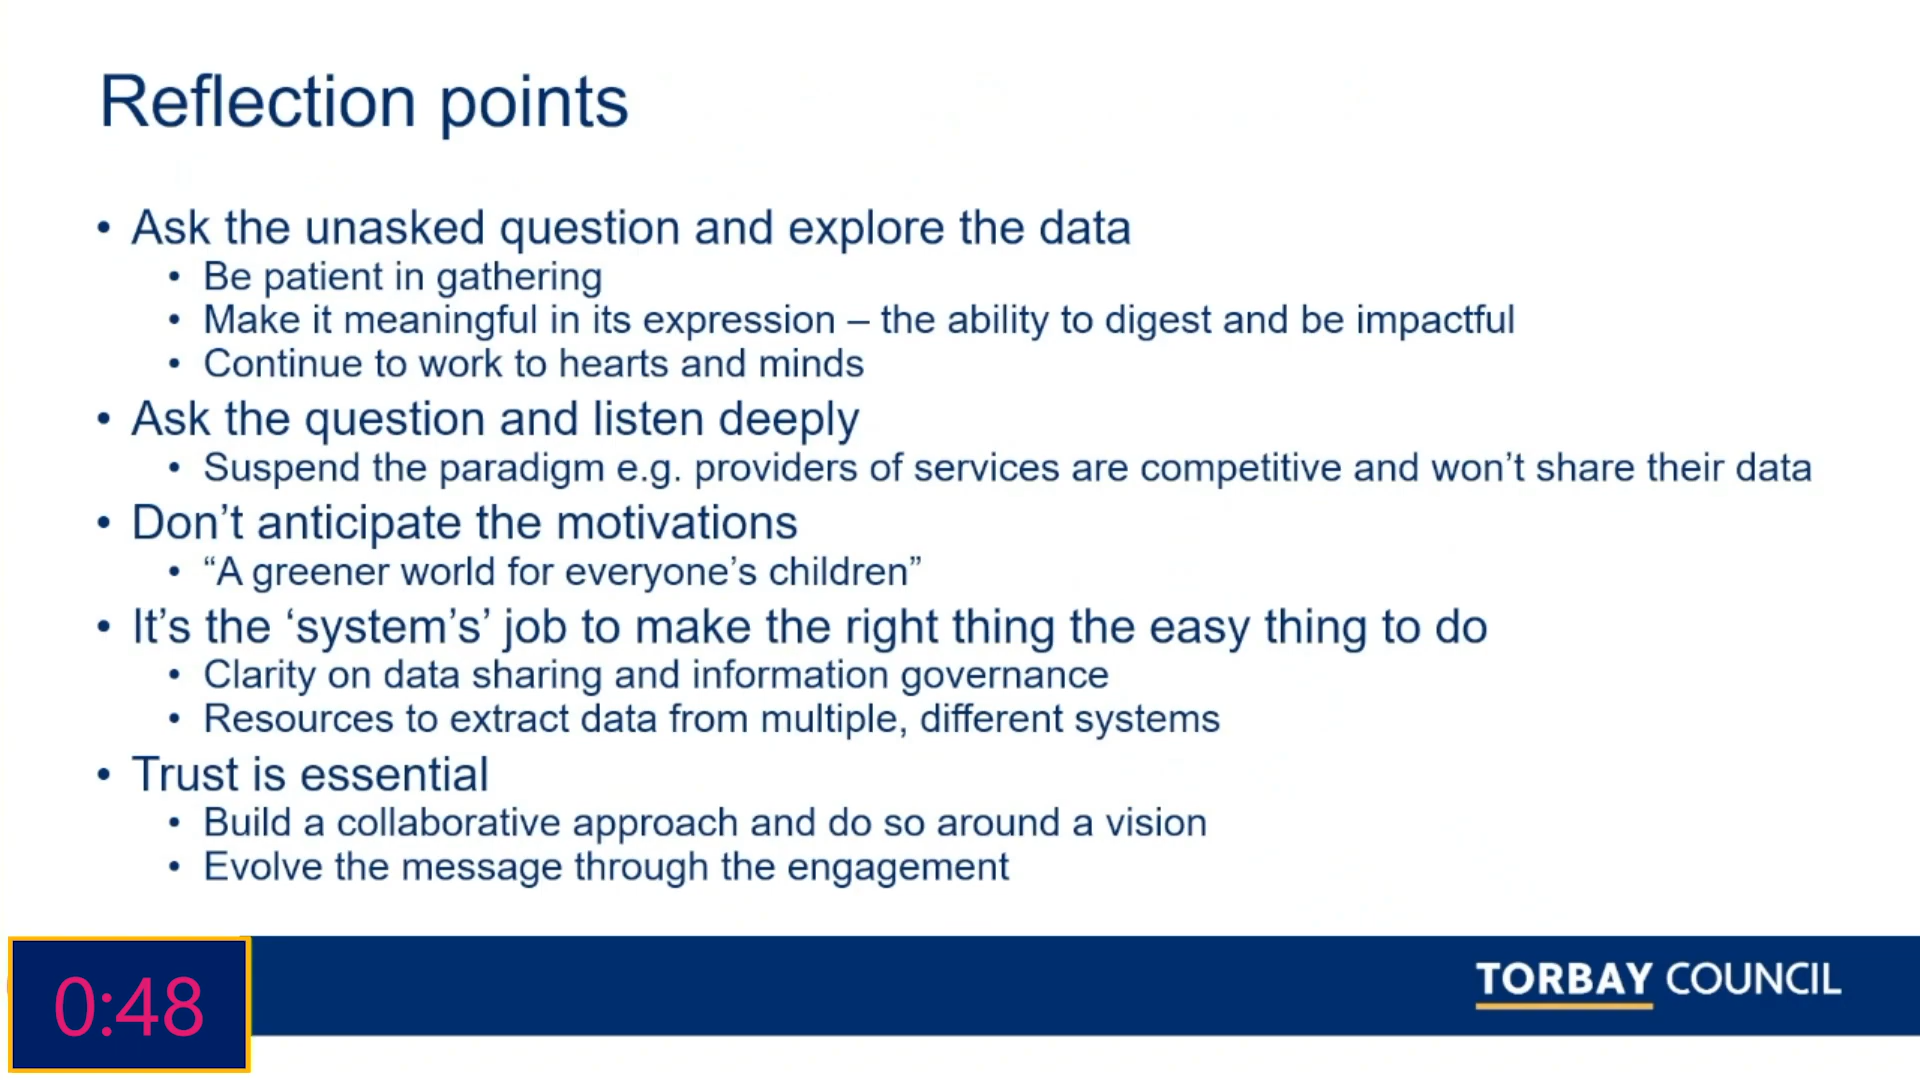 Reflection points
• Ask the unasked question and explore the data
• Be patient in gathering
• Make it meaningful in its expression – the ability to digest and be impactful
• Continue to work to hearts and minds
• Ask the question and listen deeply
• Suspend the paradigm e.g. providers of services are competitive and won’t share their data
• Don’t anticipate the motivations
• “A greener world for everyone’s children”
• It’s the ‘system’s’ job to make the right thing the easy thing to do
• Clarity on data sharing and information governance
• Resources to extract data from multiple, different systems
• Trust is essential
• Build a collaborative approach and do so around a vision
• Evolve the message through the engagement
0:48
TORBAY COUNCIL